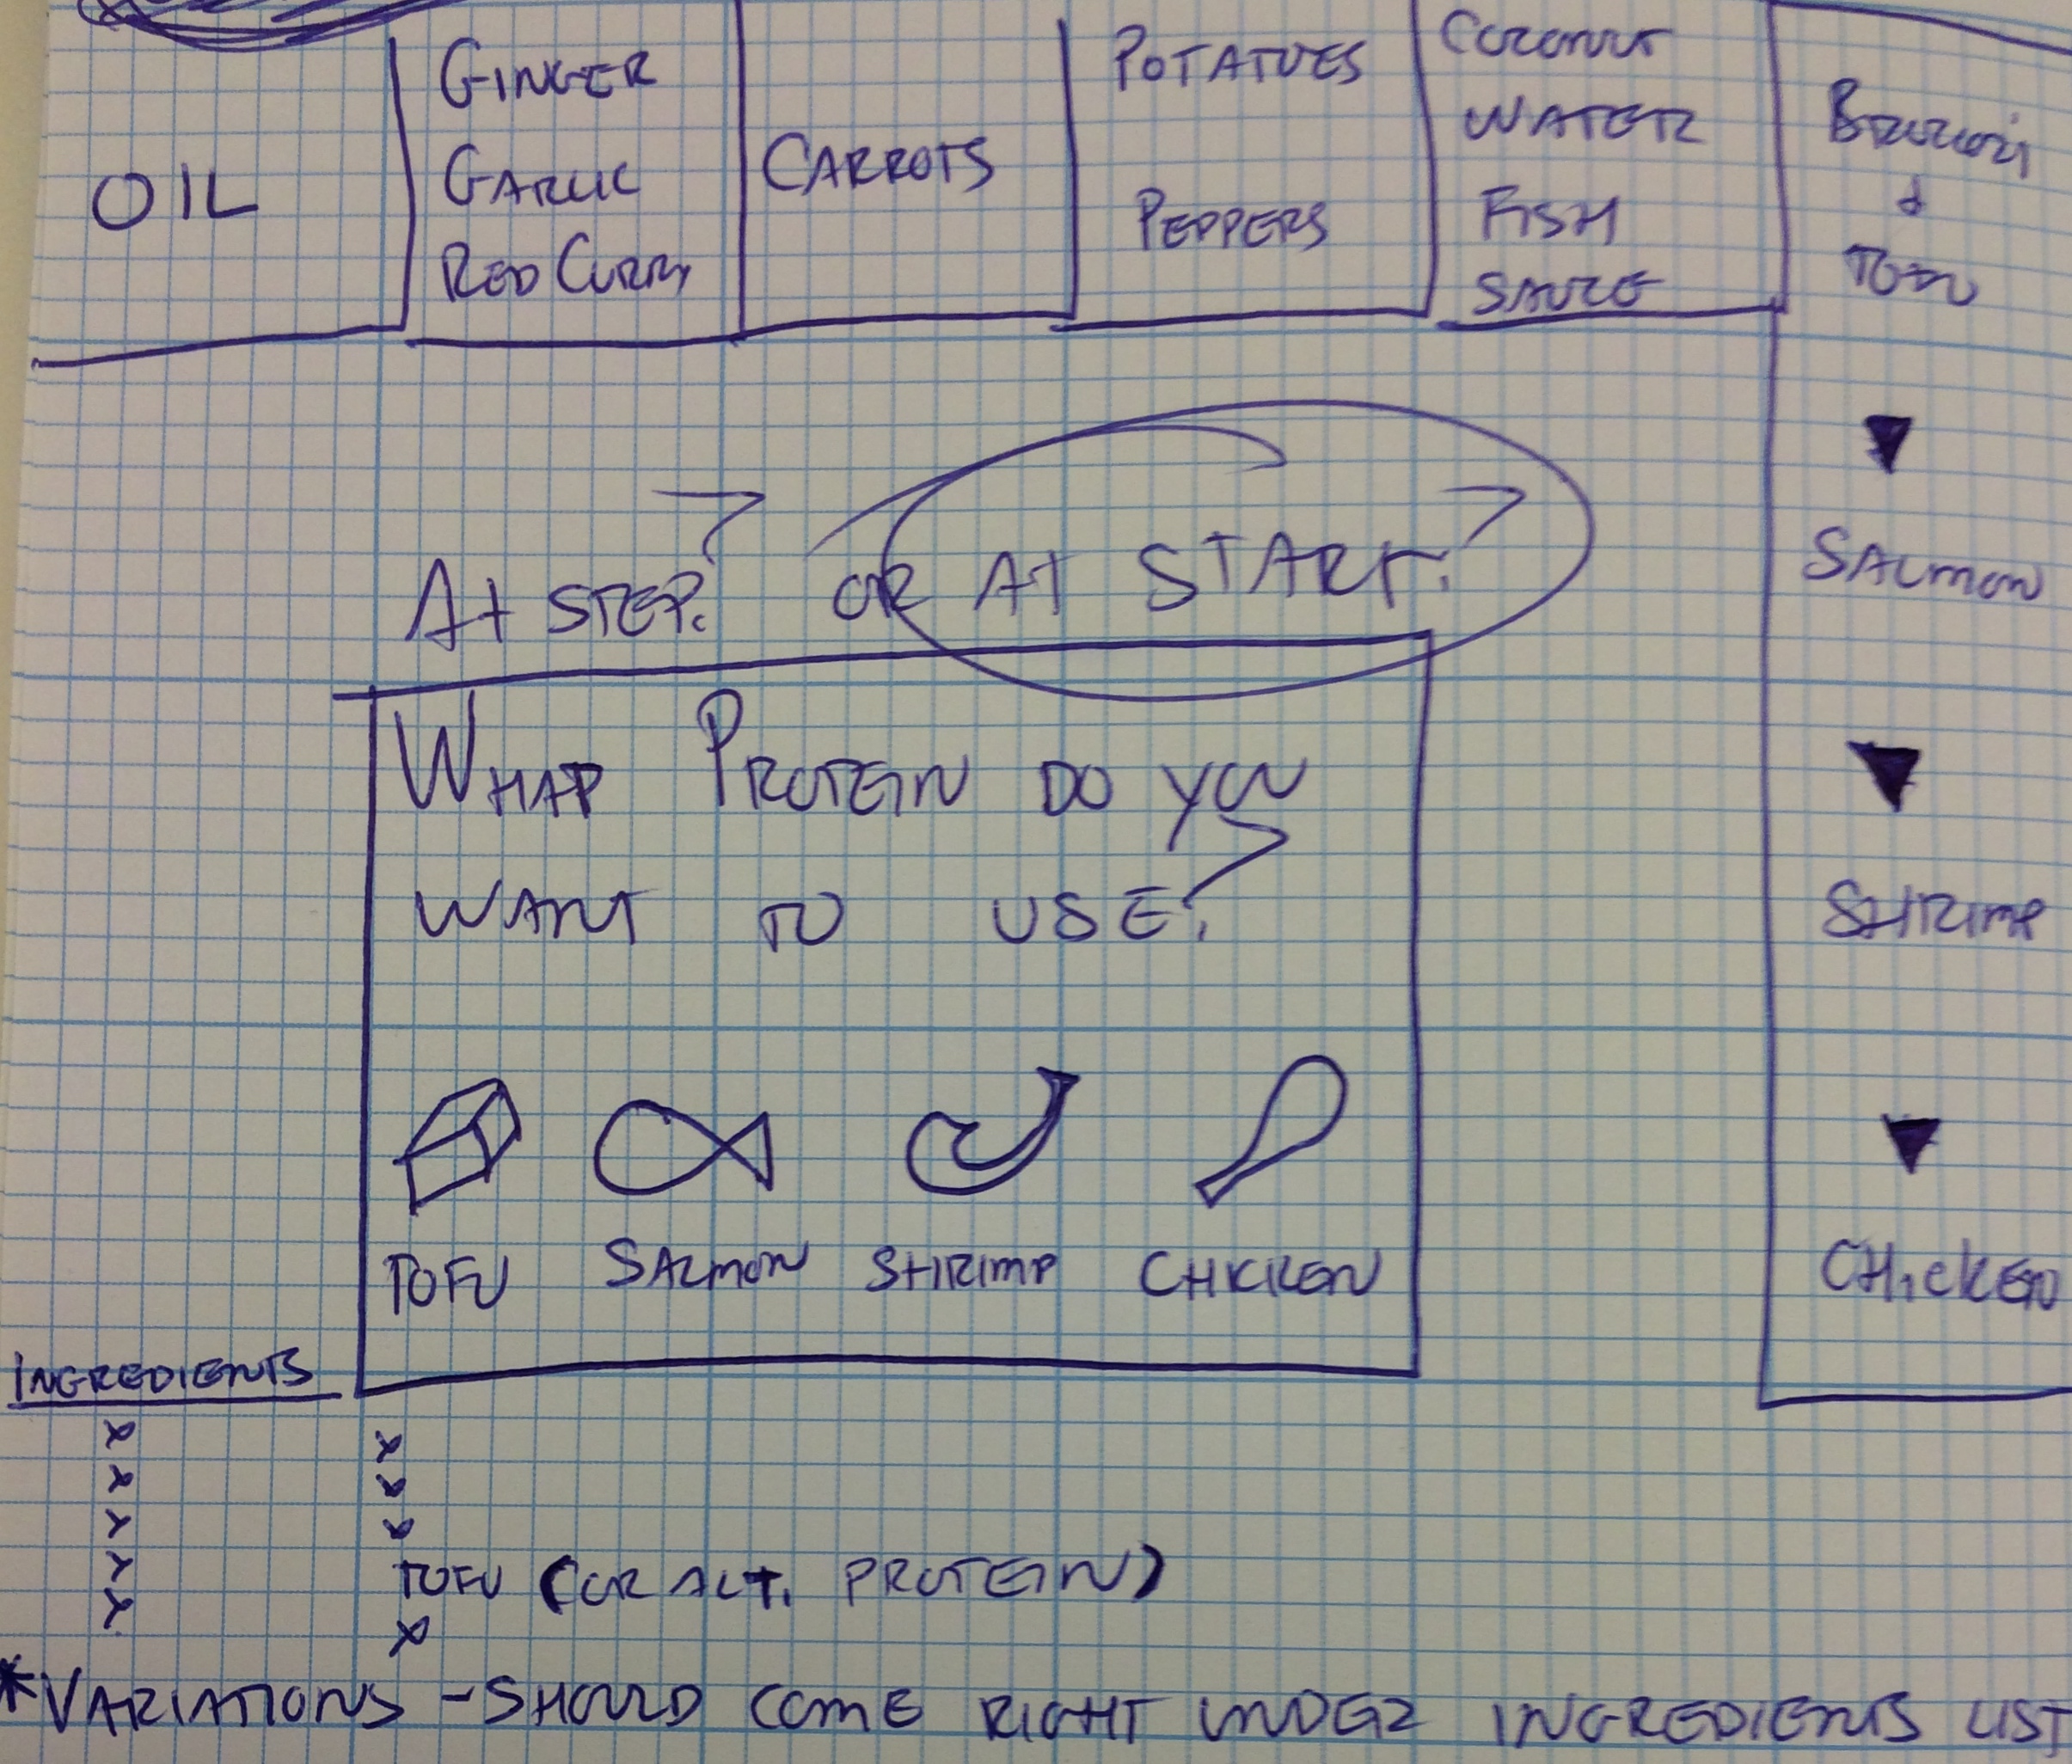 OIL
GINGER
GARLIC
RED CURRY
CARROTS
POTATOES
PEPPERS
COCONUT
WATER
FISH
SAUCE
BROCCOLI
&
TOFU
SALMON
SHRIMP
CHICKEN
At STEP? OR AT START?
WHAT PROTEIN DO YOU
WANT TO USE?
TOFU SALMON SHRIMP CHICKEN
INGREDIENTS
x x
x x
x x
x TOFU (OR ALT. PROTEIN)
x x
*VARIATIONS - SHOULD COME RIGHT UNDER INGREDIENTS LIST